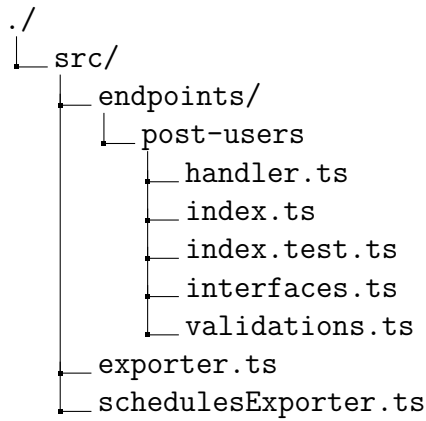 ./
src/
endpoints/
post-users
handler.ts
index.ts
index.test.ts
interfaces.ts
validations.ts
exporter.ts
schedulesExporter.ts